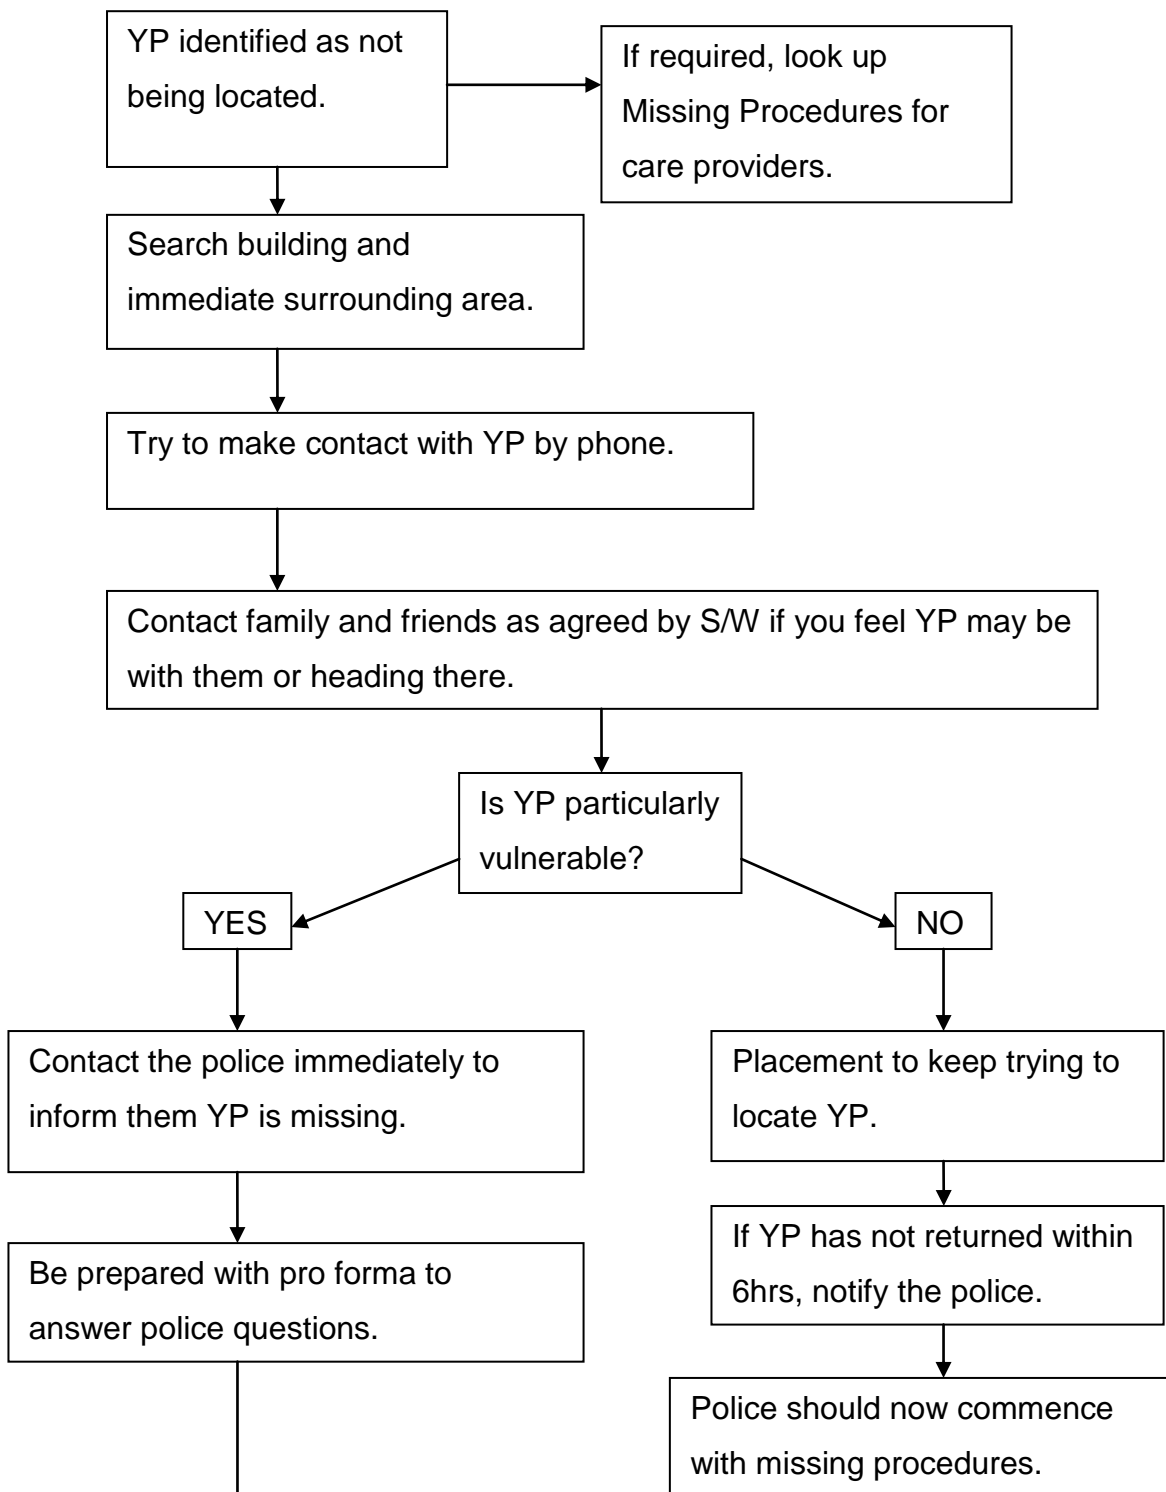 YP identified as not
being located.
If required, look up
Missing Procedures for
care providers.
Search building and
immediate surrounding area.
Try to make contact with YP by phone.
Contact family and friends as agreed by S/W if you feel YP may be
with them or heading there.
Is YP particularly
vulnerable?
YES
NO
Contact the police immediately to
inform them YP is missing.
Placement to keep trying to
locate YP.
Be prepared with pro forma to
answer police questions.
If YP has not returned within
6hrs, notify the police.
Police should now commence
with missing procedures.